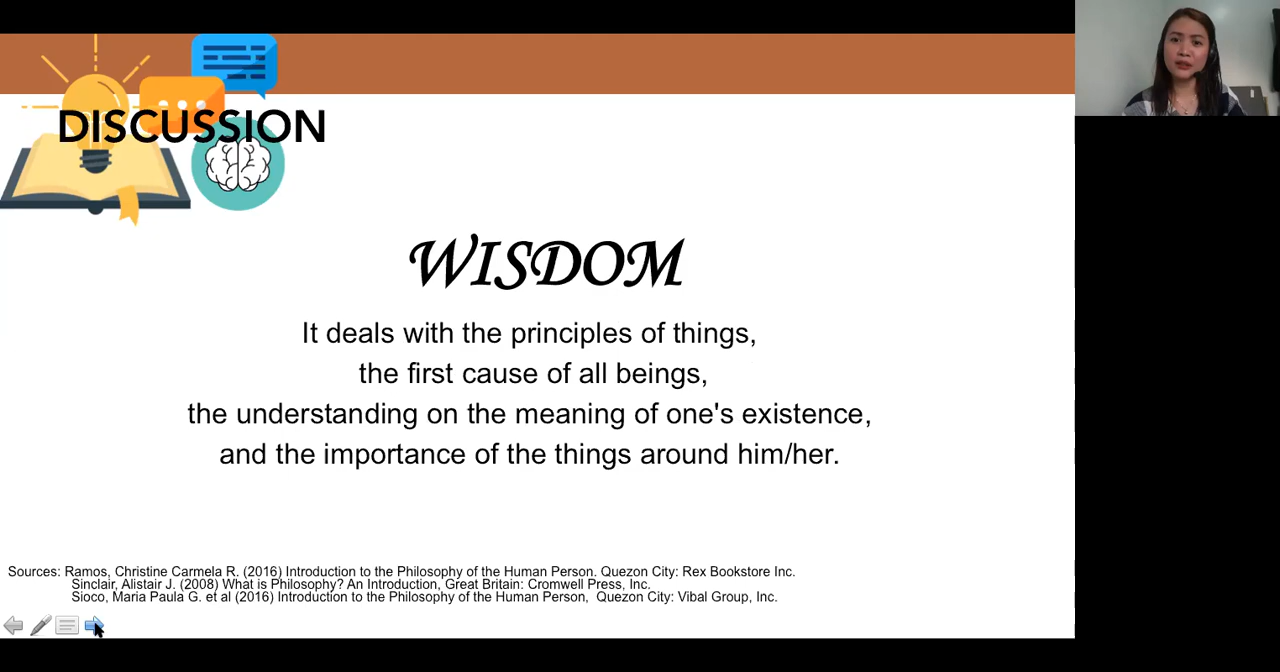 DISCUSSION
WISDOM
It deals with the principles of things,
the first cause of all beings,
the understanding on the meaning of one's existence,
and the importance of the things around him/her.
Sources: Ramos, Christine Carmela R. (2016) Introduction to the Philosophy of the Human Person. Quezon City: Rex Bookstore Inc.
Sinclair, Alistair J. (2008) What is Philosophy? An Introduction, Great Britain: Cromwell Press, Inc.
Sioco, Maria Paula G. et al (2016) Introduction to the Philosophy of the Human Person, Quezon City: Vibal Group, Inc.